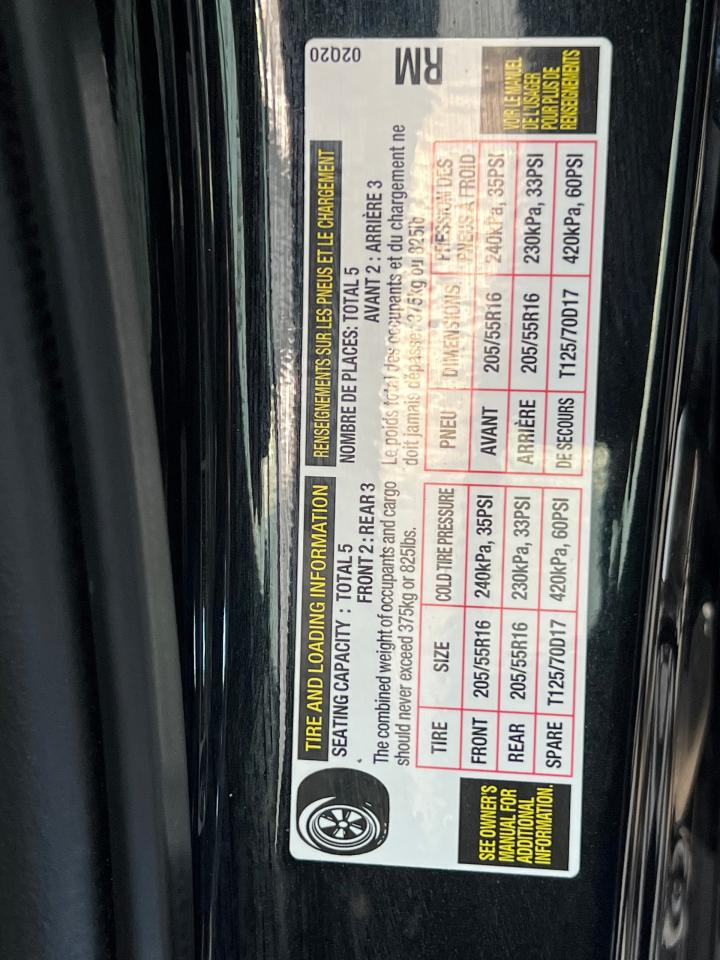 TIRE AND LOADING INFORMATION
SEATING CAPACITY : TOTAL 5
FRONT 2 : REAR 3
The combined weight of occupants and cargo
should never exceed 375kg or 825lbs.
TIRE SIZE COLD TIRE PRESSURE
FRONT 205/55R16 240kPa, 35PSI
REAR 205/55R16 230kPa, 33PSI
SPARE T125/70D17 420kPa, 60PSI
SEE OWNER'S
MANUAL FOR
ADDITIONAL
INFORMATION.
RENSEIGNEMENTS SUR LES PNEUS ET LE CHARGEMENT
NOMBRE DE PLACES: TOTAL 5
AVANT 2 : ARRIÈRE 3
Le poids total des occupants et du chargement ne
doit jamais dépasser 375kg ou 825lb
PNEU DIMENSIONS PRESSION DES
PNEUS À FROID
AVANT 205/55R16 240kPa, 35PSI
ARRIÈRE 205/55R16 230kPa, 33PSI
DE SECOURS T125/70D17 420kPa, 60PSI
02Q20
RM
VOIR LE MANUEL
DE L'USAGER
POUR PLUS DE
RENSEIGNEMENTS